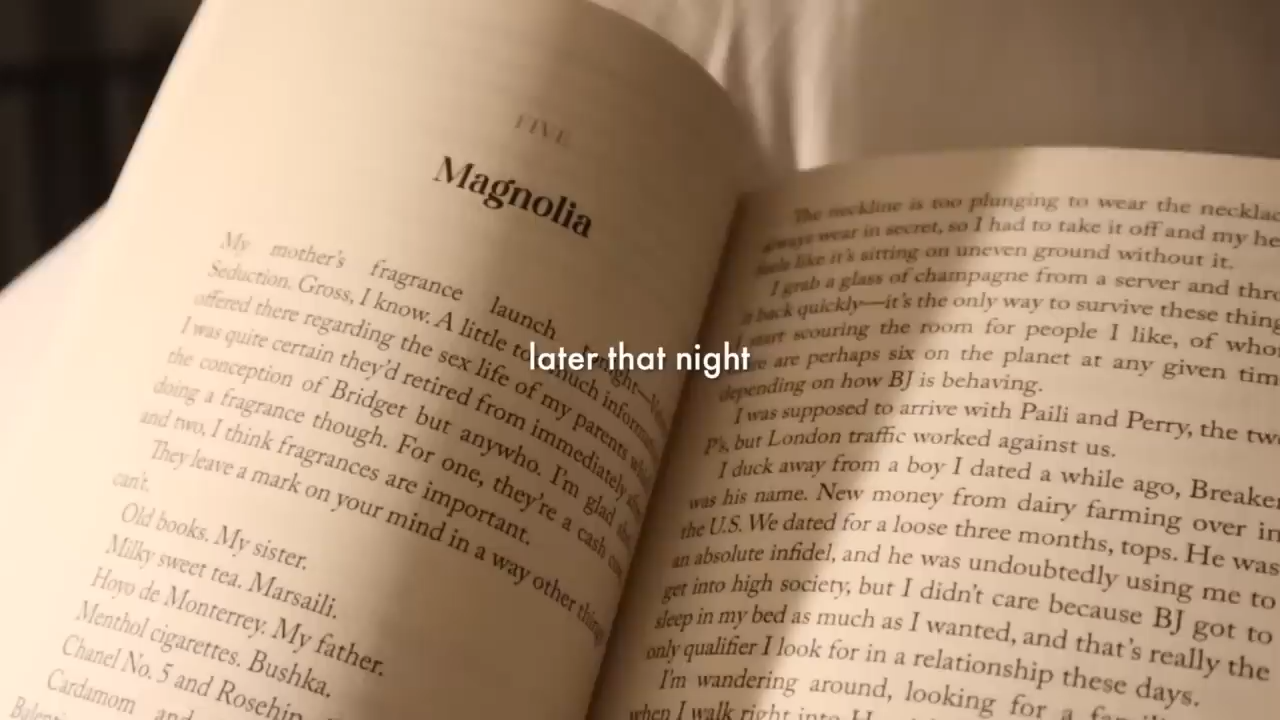 FIVE
Magnolia
My mother's fragrance launch
Seduction. Gross, I know. A little too much
offered there regarding the sex life of my parents
I was quite certain they'd retired from immediately
the conception of Bridget but anywho. I'm glad she
doing a fragrance though. For one, they're a cash
and two, I think fragrances are important.
They leave a mark on your mind in a way other things
can't.
Old books. My sister.
Milky sweet tea. Marsaili.
Hoyo de Monterrey. My father.
Menthol cigarettes. Bushka.
Chanel No. 5 and Rosehip
Cardamom and
The neckline is too plunging to wear the
always wear in secret, so I had to take it off and my
feels like it's sitting on uneven ground without it.
I grab a glass of champagne from a server and
it back quickly—it's the only way to survive these
I start scouring the room for people I like, of
are perhaps six on the planet at any given
depending on how BJ is behaving.
I was supposed to arrive with Paili and Perry, the
P's, but London traffic worked against us.
I duck away from a boy I dated a while ago, Breaker
was his name. New money from dairy farming over in
the U.S. We dated for a loose three months, tops. He was
an absolute infidel, and he was undoubtedly using me to
get into high society, but I didn't care because BJ got to
sleep in my bed as much as I wanted, and that's really the
only qualifier I look for in a relationship these days.
I'm wandering around, looking for a
when I walk right into
later that night